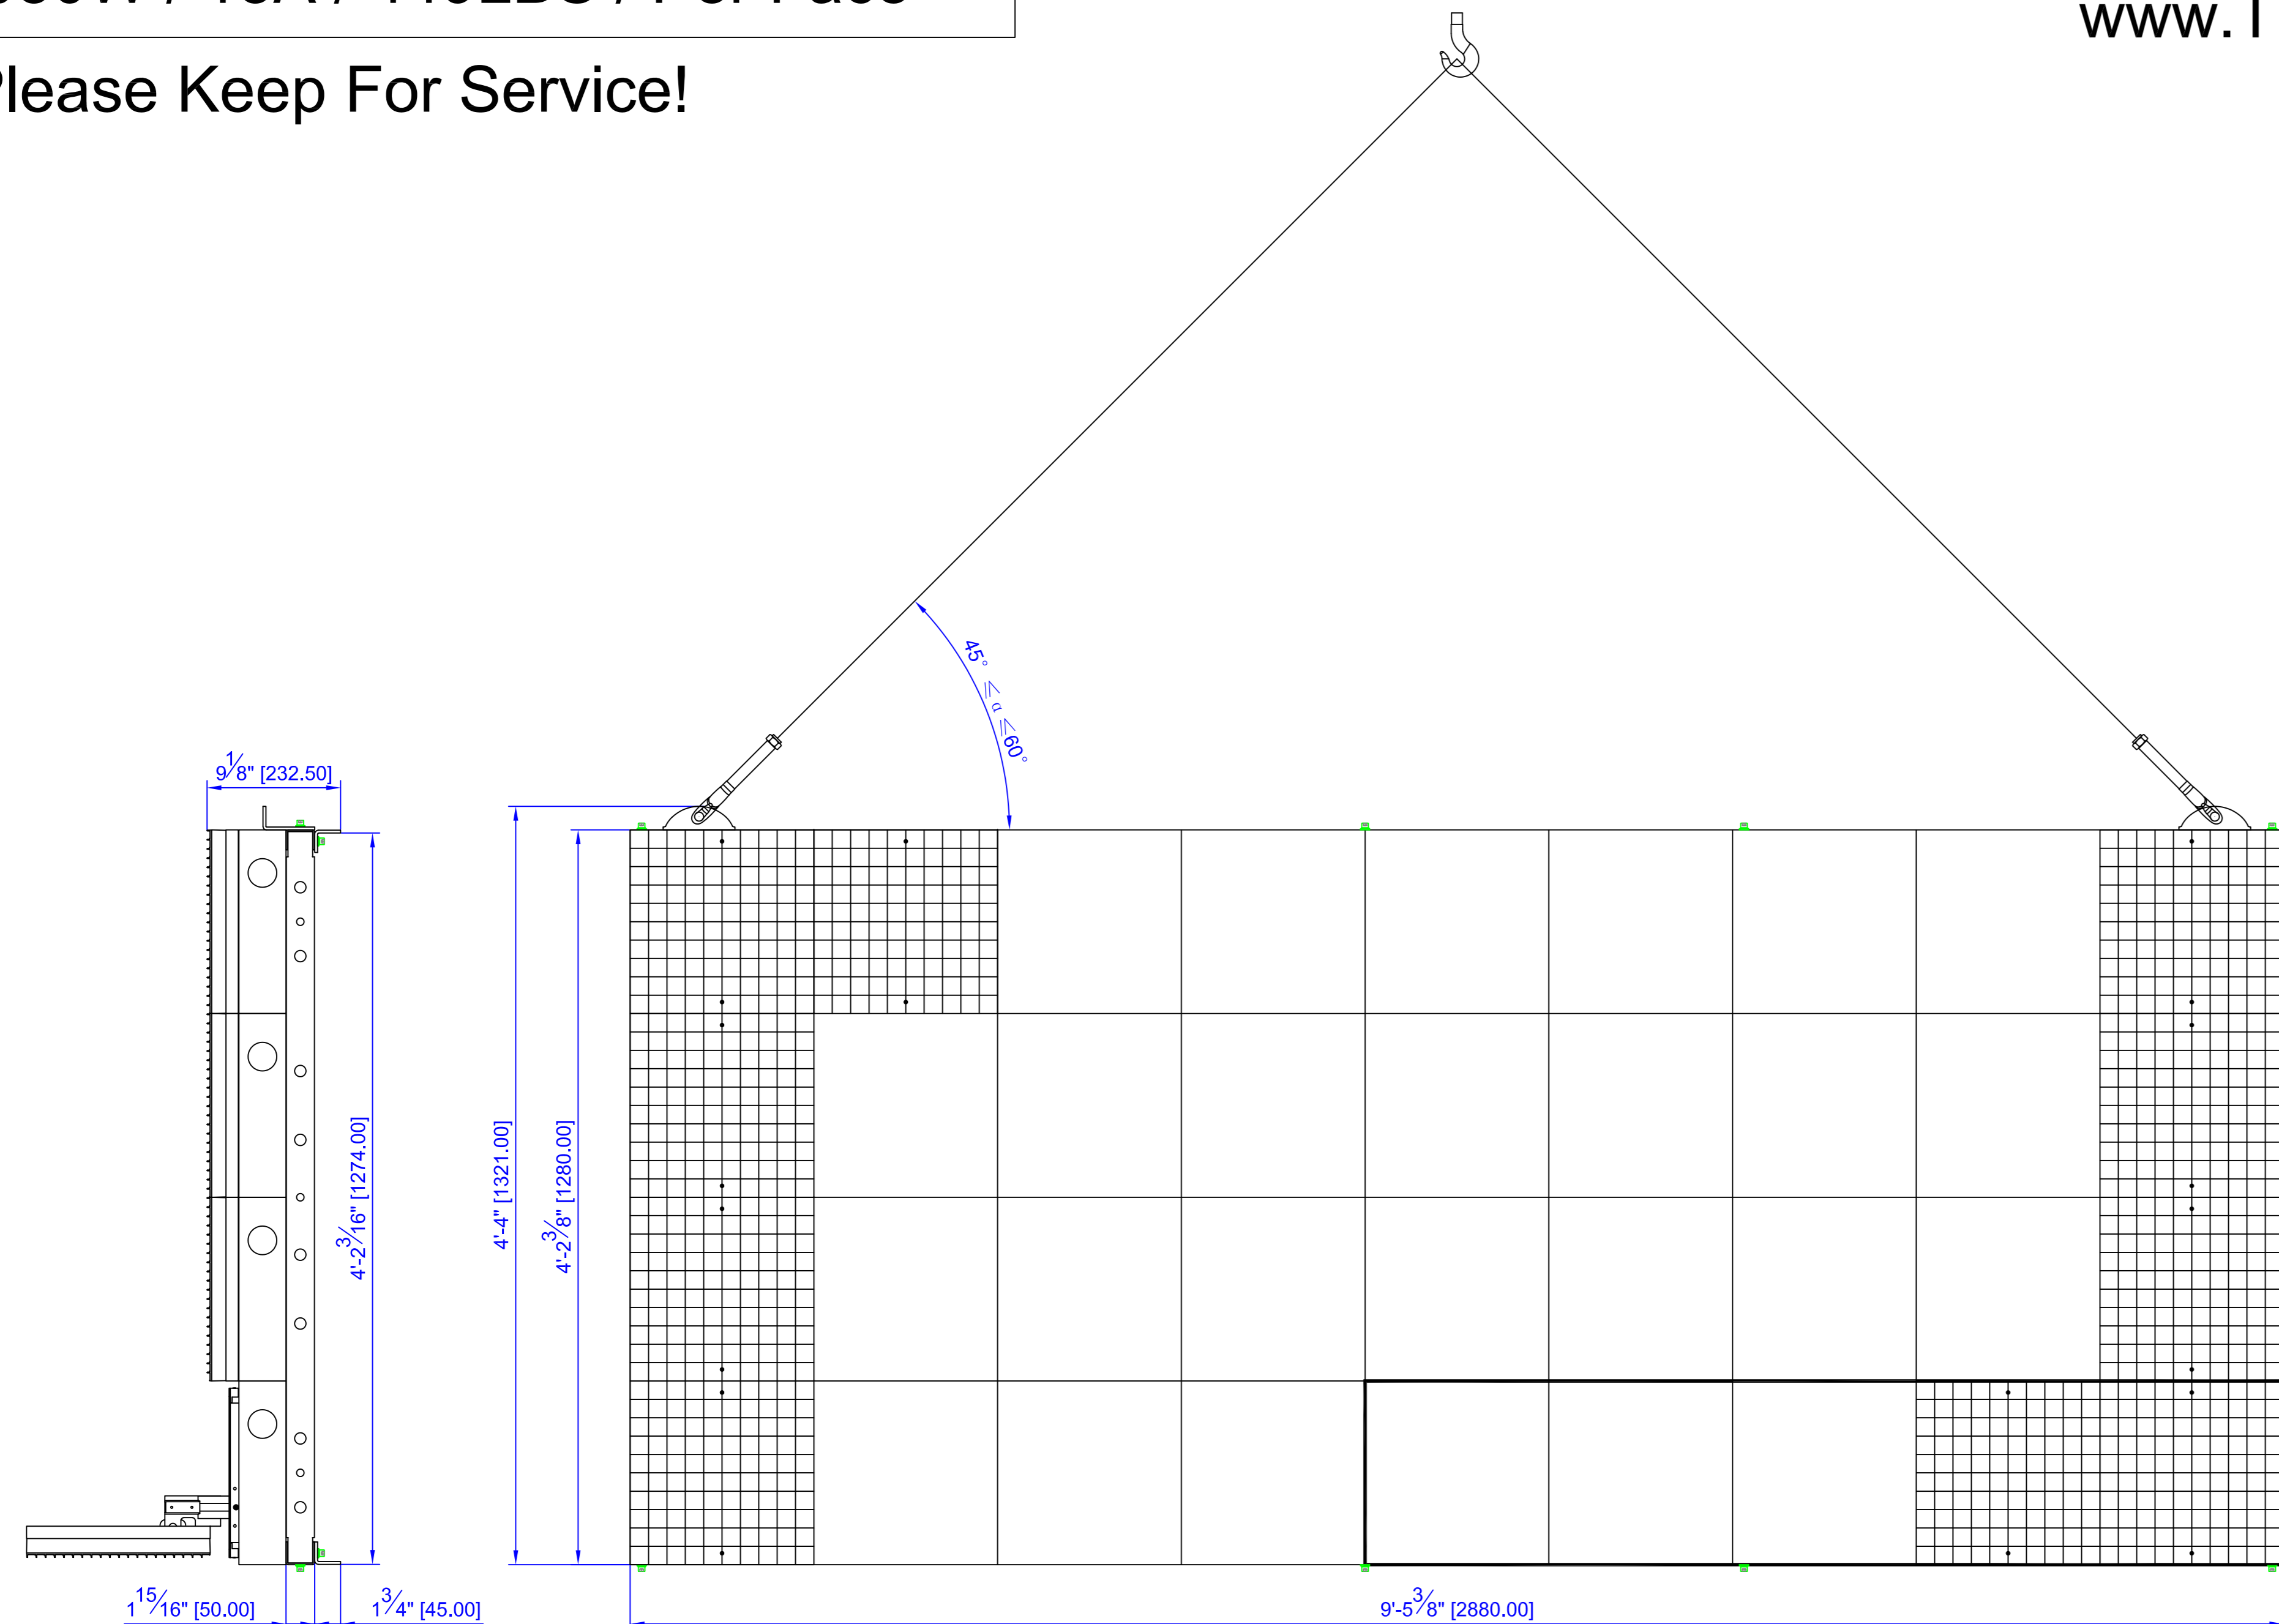 Please Keep For Service!
45° ≤ α ≤60°
9 1/8" [232.50]
4'-2 3/16" [1274.00]
4'-4" [1321.00]
4'-2 3/8" [1280.00]
1 15/16" [50.00]
1 3/4" [45.00]
9'-5 3/8" [2880.00]